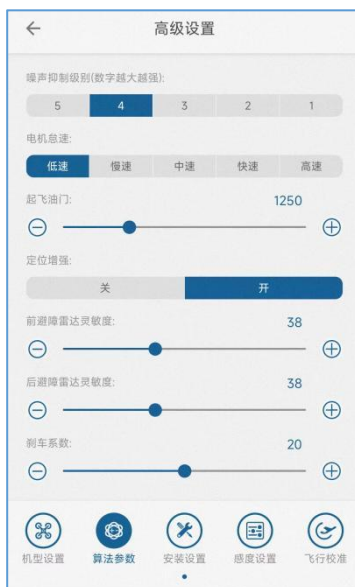 高级设置
噪声抑制级别(数字越大越强):
5 4 3 2 1
电机怠速:
低速 慢速 中速 快速 高速
起飞油门: 1250
定位增强:
关 开
前避障雷达灵敏度: 38
后避障雷达灵敏度: 38
刹车系数: 20
机型设置 算法参数 安装设置 感度设置 飞行校准